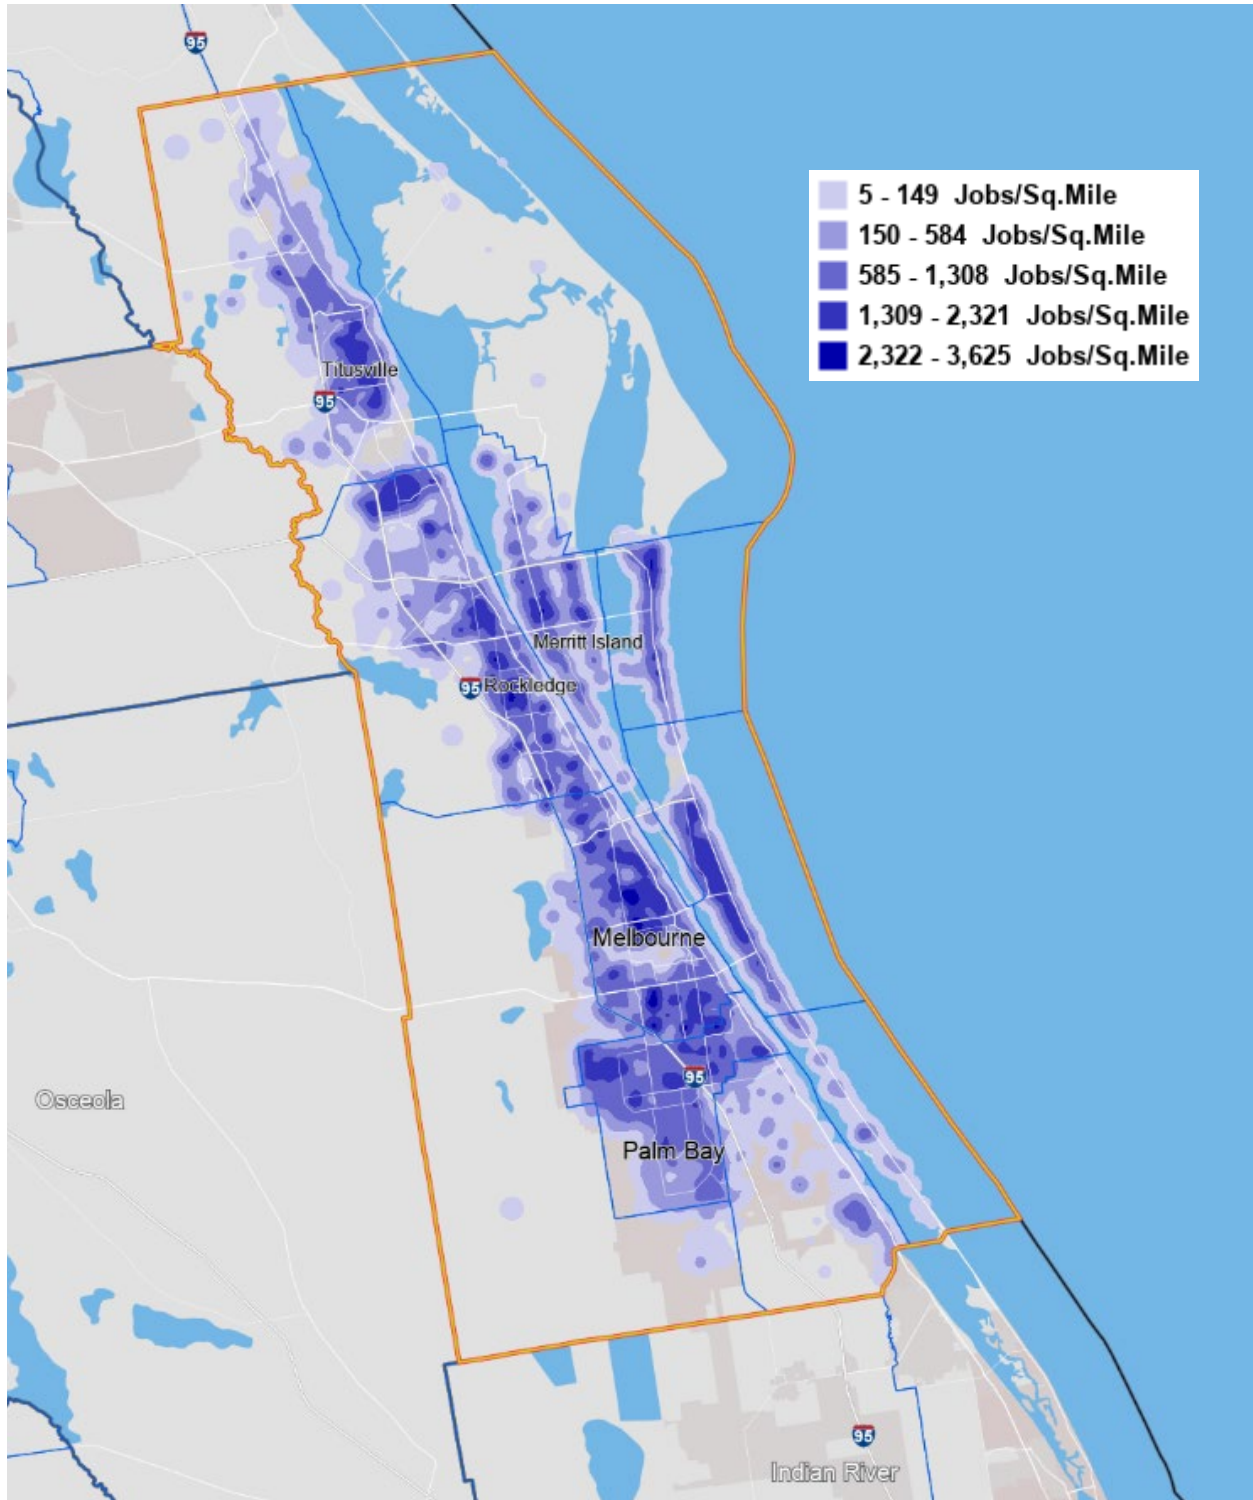 95
5 - 149 Jobs/Sq.Mile
150 - 584 Jobs/Sq.Mile
585 - 1,308 Jobs/Sq.Mile
1,309 - 2,321 Jobs/Sq.Mile
2,322 - 3,625 Jobs/Sq.Mile
Titusville
95
Merritt Island
95
Rockledge
Melbourne
95
Osceola
Palm Bay
95
Indian River